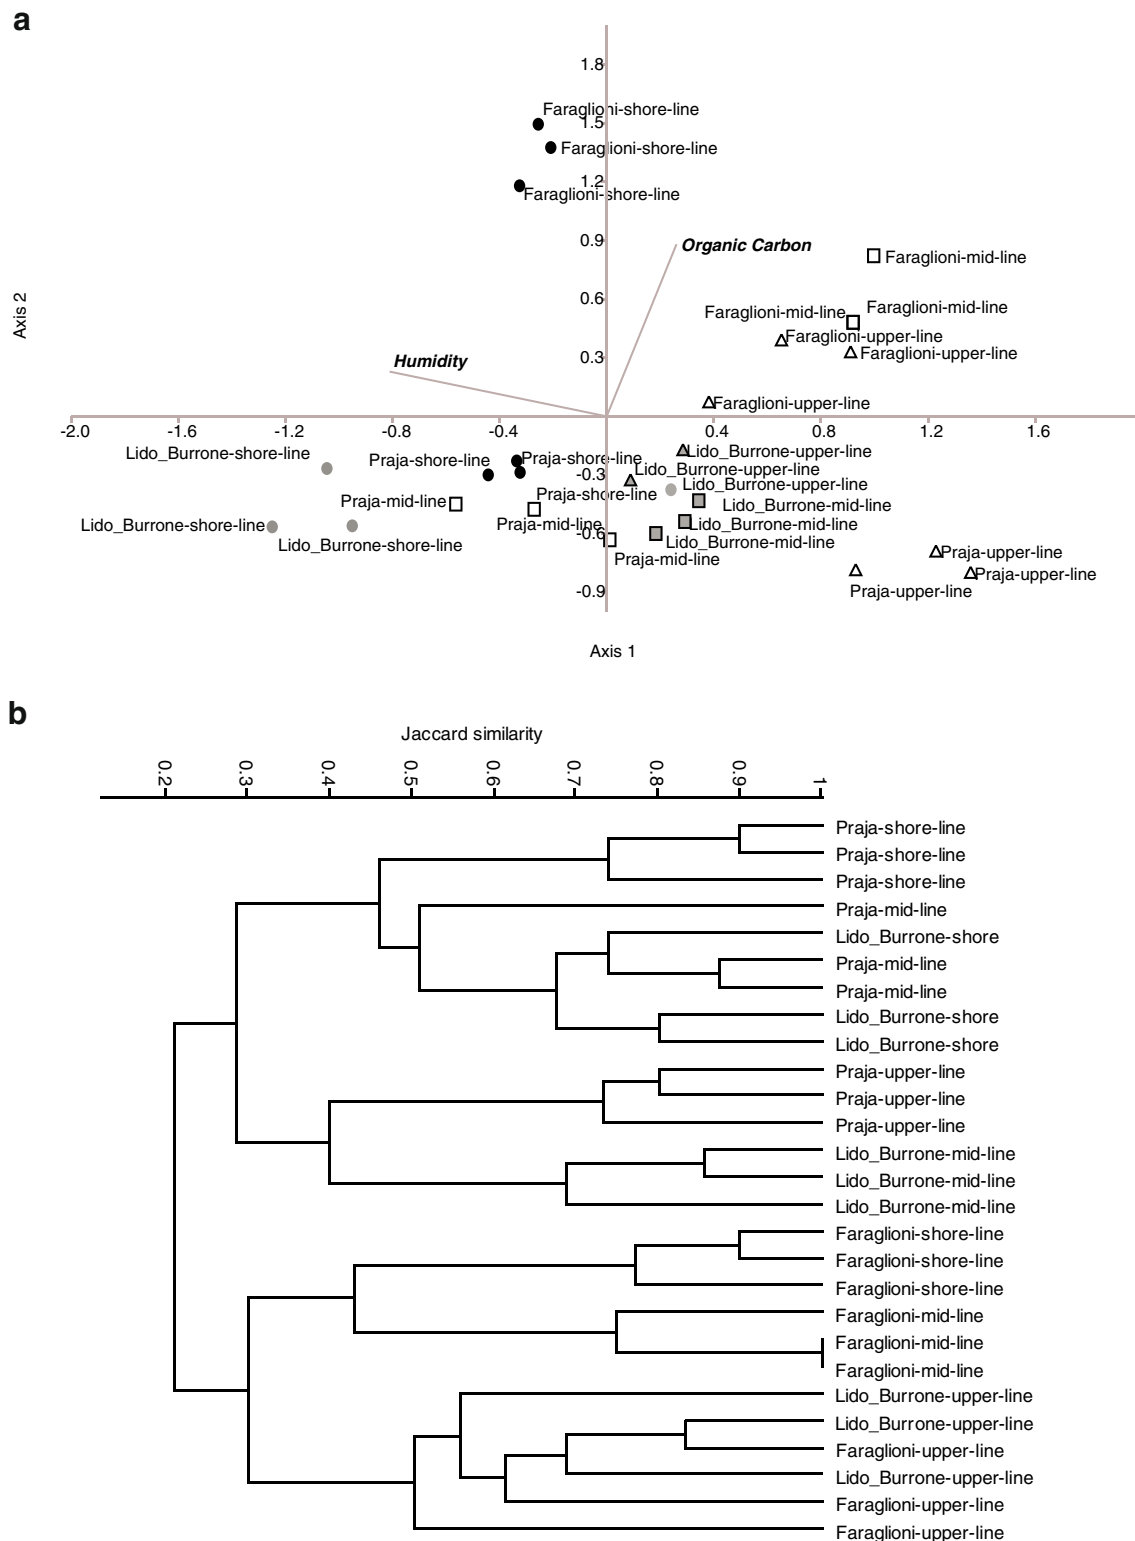 a
1.8
Faraglioni-shore-line
1.5
Faraglioni-shore-line
1.2
Faraglioni-shore-line
0.9
Organic Carbon
Faraglioni-mid-line
0.6
Faraglioni-mid-line
Faraglioni-mid-line
Axis 2
Faraglioni-upper-line
Faraglioni-upper-line
0.3
Humidity
Faraglioni-upper-line
-2.0 -1.6 -1.2 -0.8 -0.4 0.4 0.8 1.2 1.6
Lido_Burrone-shore-line
Praja-shore-line
Praja-shore-line
Lido_Burrone-upper-line
-0.3
Lido_Burrone-upper-line
Lido_Burrone-upper-line
Praja-mid-line
Praja-shore-line
Lido_Burrone-mid-line
Lido_Burrone-shore-line
Praja-mid-line
Lido_Burrone-mid-line
-0.6
Lido_Burrone-shore-line
Lido_Burrone-mid-line
Praja-mid-line
Praja-upper-line
Praja-upper-line
-0.9
Praja-upper-line
Axis 1
b
Jaccard similarity
0.2 0.3 0.4 0.5 0.6 0.7 0.8 0.9 1
Praja-shore-line
Praja-shore-line
Praja-shore-line
Praja-mid-line
Lido_Burrone-shore
Praja-mid-line
Praja-mid-line
Lido_Burrone-shore
Lido_Burrone-shore
Praja-upper-line
Praja-upper-line
Praja-upper-line
Lido_Burrone-mid-line
Lido_Burrone-mid-line
Lido_Burrone-mid-line
Faraglioni-shore-line
Faraglioni-shore-line
Faraglioni-shore-line
Faraglioni-mid-line
Faraglioni-mid-line
Faraglioni-mid-line
Lido_Burrone-upper-line
Lido_Burrone-upper-line
Faraglioni-upper-line
Lido_Burrone-upper-line
Faraglioni-upper-line
Faraglioni-upper-line